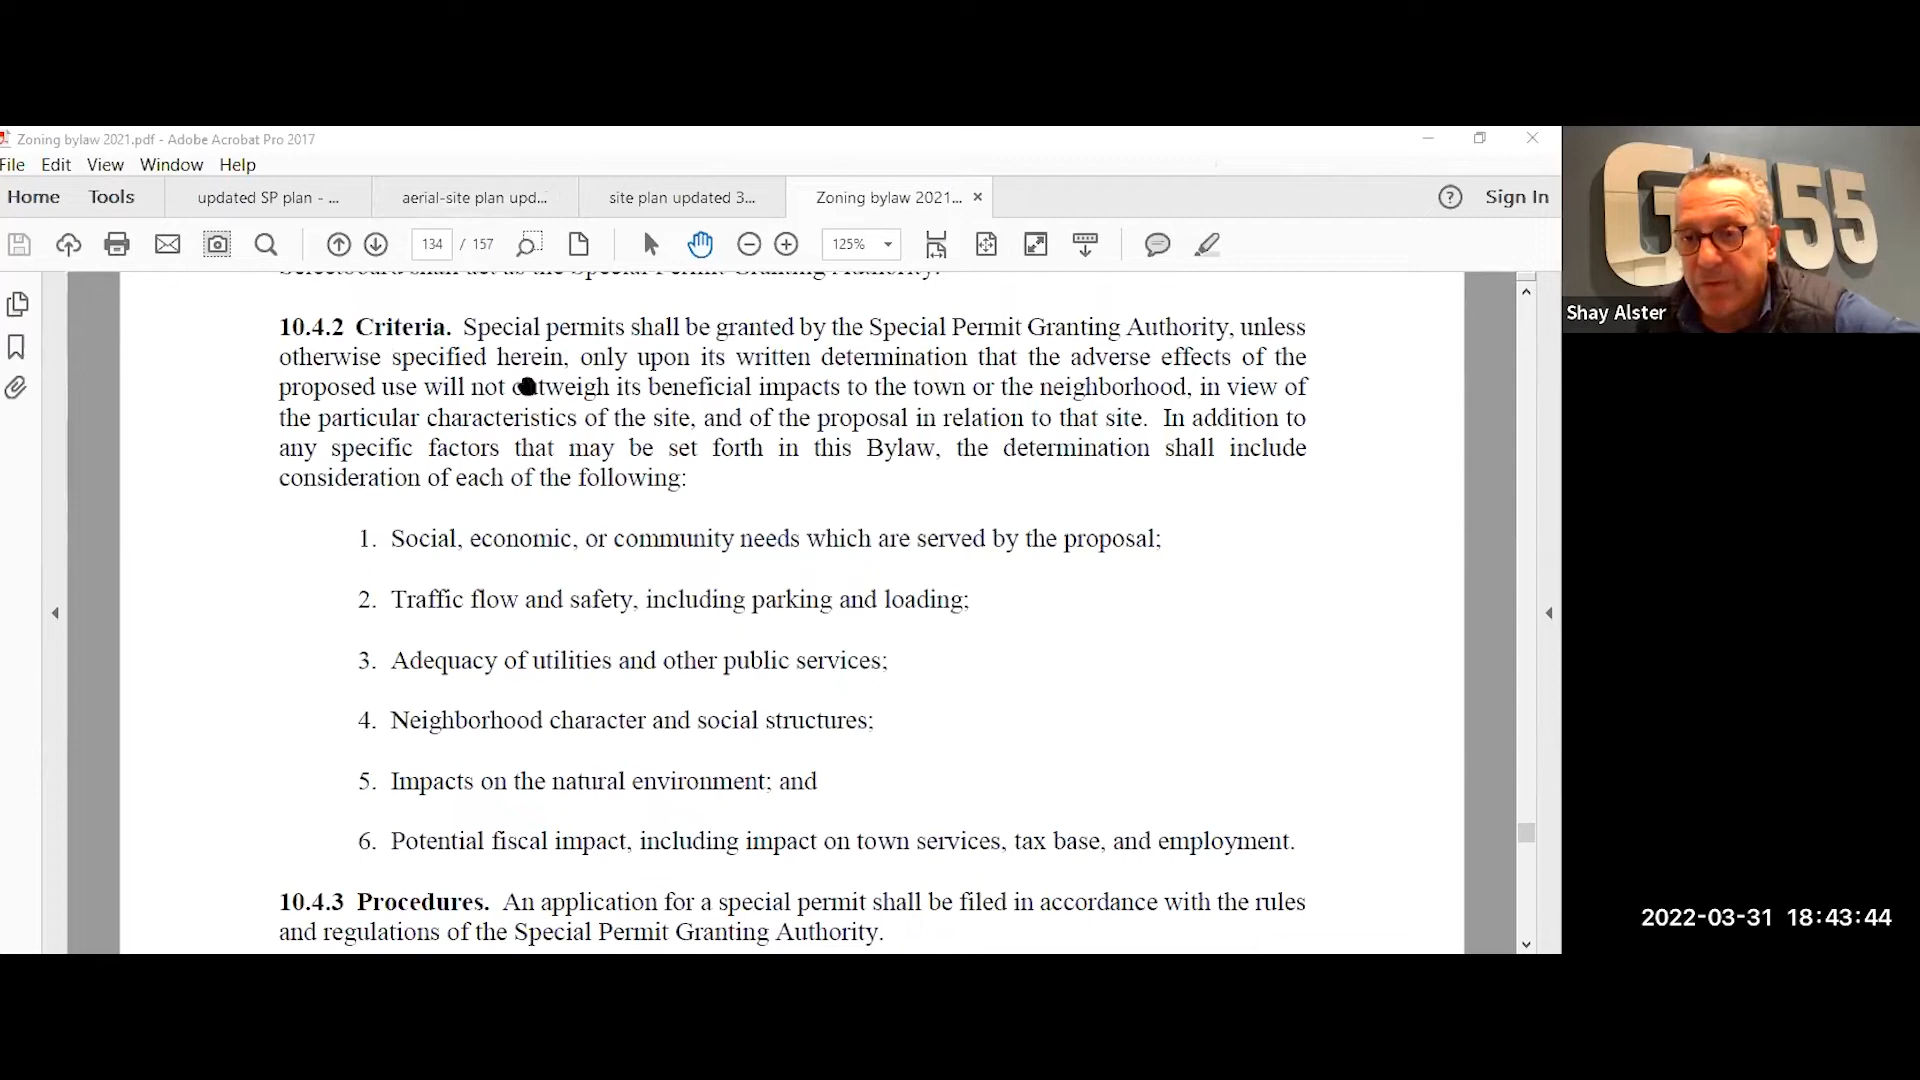 Zoning bylaw 2021.pdf - Adobe Acrobat Pro 2017
File Edit View Window Help
Home Tools updated SP plan - ... aerial-site plan upd... site plan updated 3... Zoning bylaw 2021... Sign In
134 / 157 125%
Selectboard shall act as the Special Permit Granting Authority.
10.4.2 Criteria. Special permits shall be granted by the Special Permit Granting Authority, unless
otherwise specified herein, only upon its written determination that the adverse effects of the
proposed use will not outweigh its beneficial impacts to the town or the neighborhood, in view of
the particular characteristics of the site, and of the proposal in relation to that site. In addition to
any specific factors that may be set forth in this Bylaw, the determination shall include
consideration of each of the following:
1. Social, economic, or community needs which are served by the proposal;
2. Traffic flow and safety, including parking and loading;
3. Adequacy of utilities and other public services;
4. Neighborhood character and social structures;
5. Impacts on the natural environment; and
6. Potential fiscal impact, including impact on town services, tax base, and employment.
10.4.3 Procedures. An application for a special permit shall be filed in accordance with the rules
and regulations of the Special Permit Granting Authority.
Shay Alster
2022-03-31 18:43:44